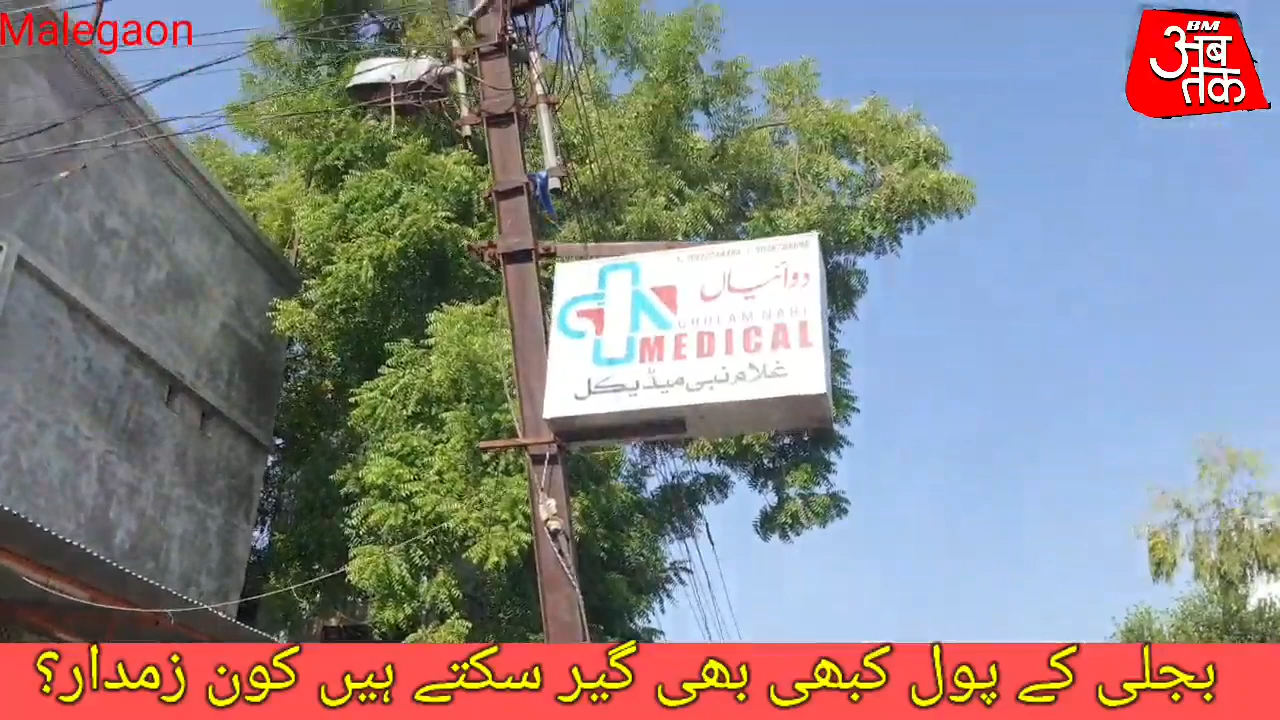 Malegaon
BM
अब
तक
دوائیاں
GHULAM NABI
MEDICAL
غلام نبی میڈیکل
بجلی کے پول کبھی بھی گیر سکتے ہیں کون زمدار؟